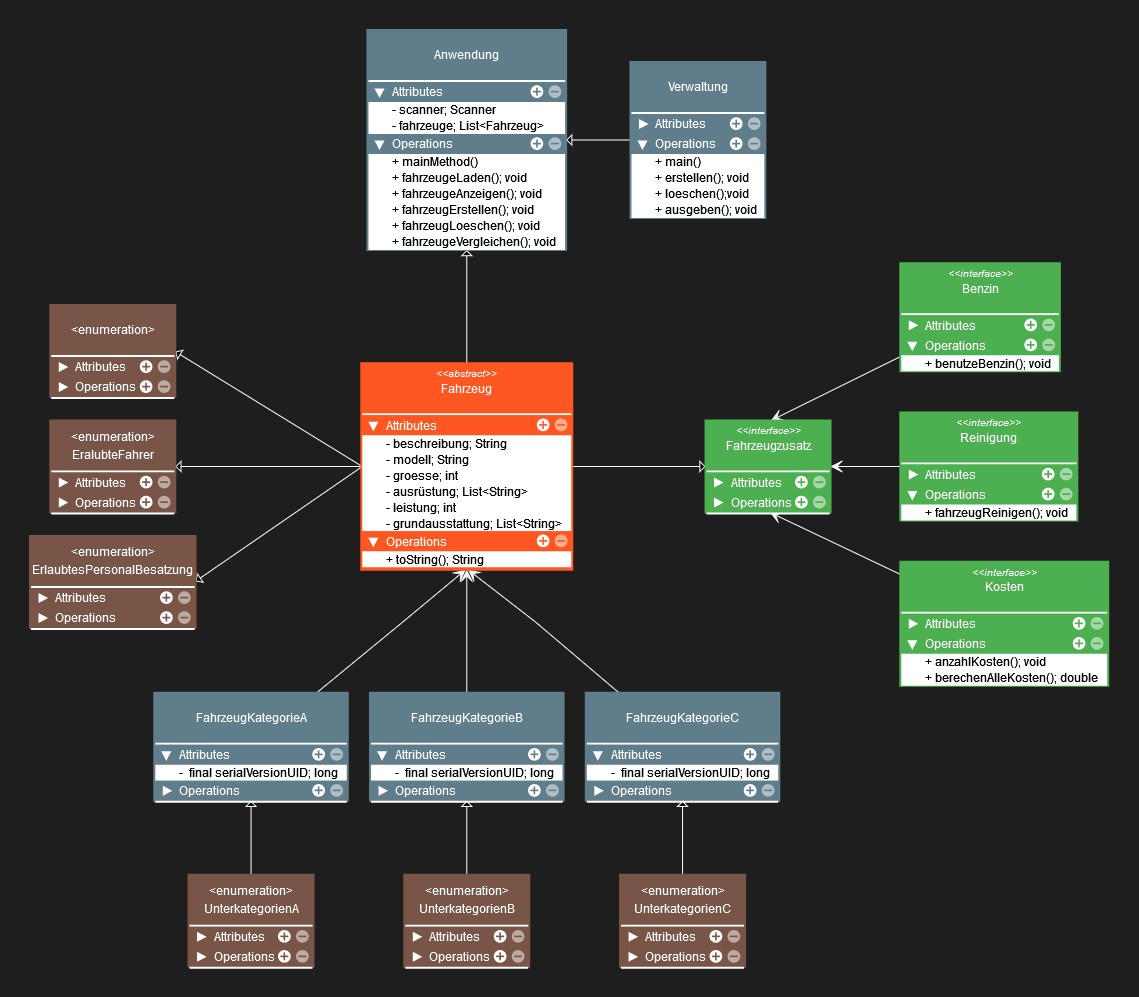 Anwendung
Attributes
- scanner; Scanner
- fahrzeuge; List<Fahrzeug>
Operations
+ mainMethod()
+ fahrzeugeLaden(); void
+ fahrzeugeAnzeigen(); void
+ fahrzeugErstellen(); void
+ fahrzeugLoeschen(); void
+ fahrzeugeVergleichen(); void
Verwaltung
Attributes
Operations
+ main()
+ erstellen(); void
+ loeschen();void
+ ausgeben(); void
<<interface>>
Benzin
Attributes
Operations
+ benutzeBenzin(); void
<enumeration>
Attributes
Operations
<<abstract>>
Fahrzeug
Attributes
- beschreibung; String
- modell; String
- groesse; int
- ausrüstung; List<String>
- leistung; int
- grundausstattung; List<String>
Operations
+ toString(); String
<enumeration>
EralubteFahrer
Attributes
Operations
<<interface>>
Fahrzeugzusatz
Attributes
Operations
<<interface>>
Reinigung
Attributes
Operations
+ fahrzeugReinigen(); void
<enumeration>
ErlaubtesPersonalBesatzung
Attributes
Operations
<<interface>>
Kosten
Attributes
Operations
+ anzahlKosten(); void
+ berechenAlleKosten(); double
FahrzeugKategorieA
Attributes
- final serialVersionUID; long
Operations
FahrzeugKategorieB
Attributes
- final serialVersionUID; long
Operations
FahrzeugKategorieC
Attributes
- final serialVersionUID; long
Operations
<enumeration>
UnterkategorienA
Attributes
Operations
<enumeration>
UnterkategorienB
Attributes
Operations
<enumeration>
UnterkategorienC
Attributes
Operations